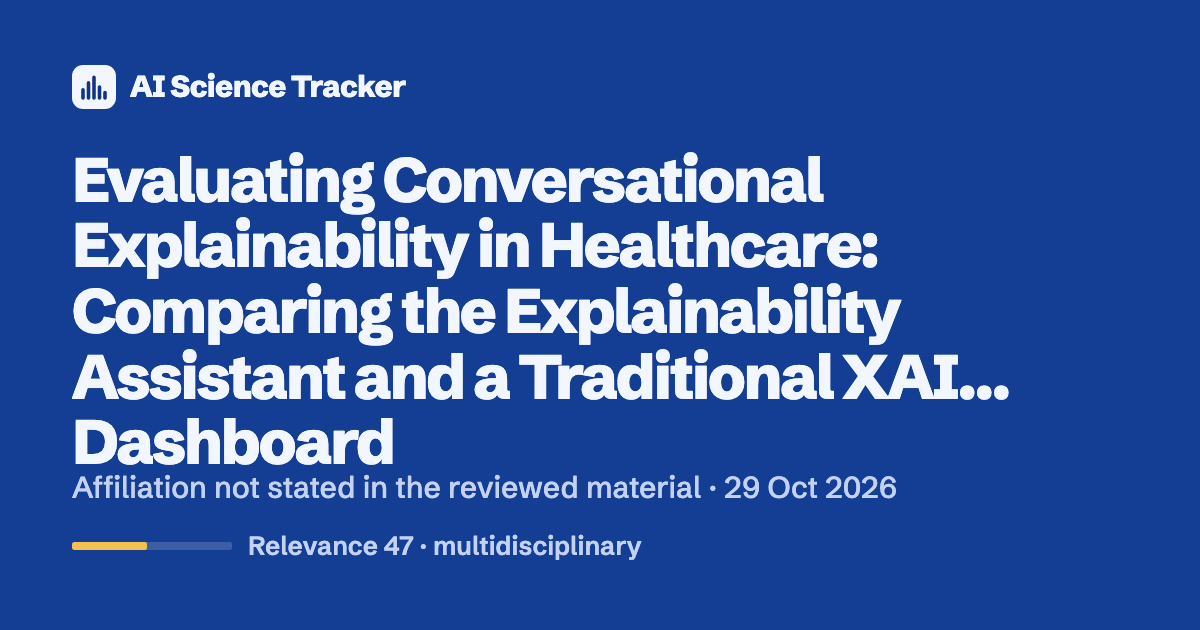 AI Science Tracker
Evaluating Conversational
Explainability in Healthcare:
Comparing the Explainability
Assistant and a Traditional XAI...
Dashboard
Affiliation not stated in the reviewed material · 29 Oct 2026
Relevance 47 · multidisciplinary